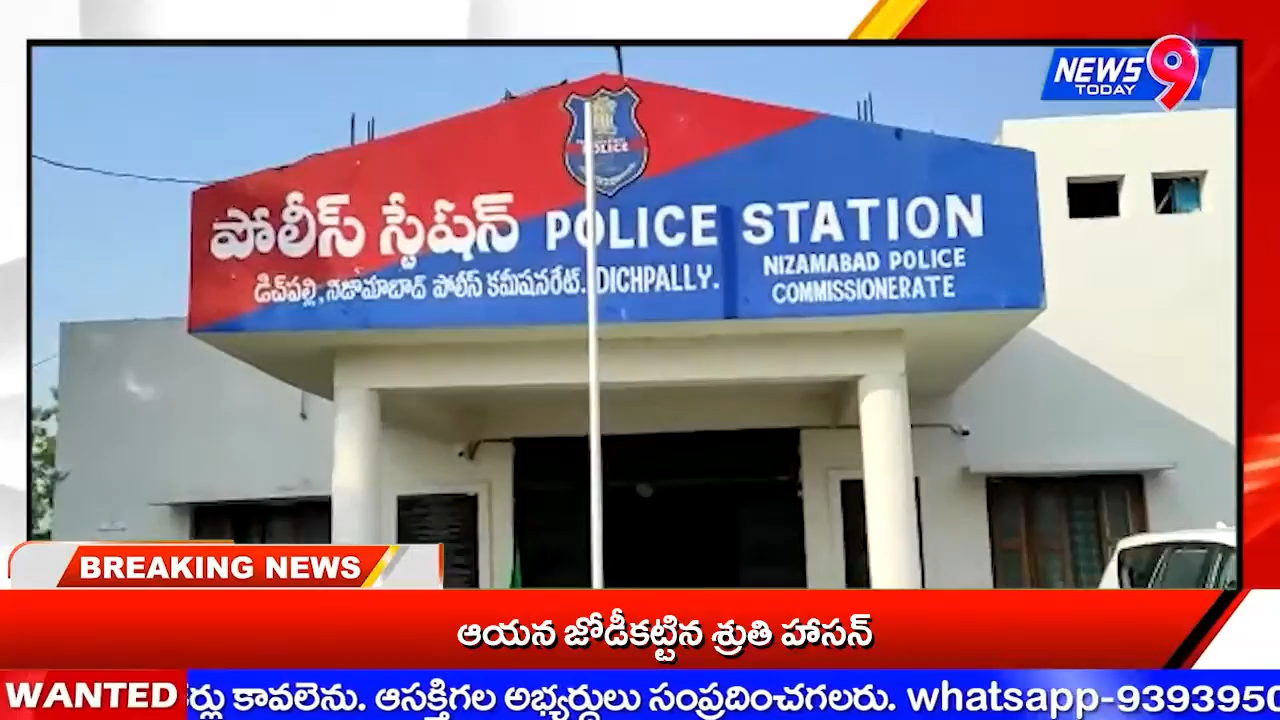 NEWS 9
TODAY
POLICE
పోలీస్ స్టేషన్ POLICE STATION
డిచ్‌పల్లి, నిజామాబాద్ పోలీస్ కమీషనరేట్. DICHPALLY.
NIZAMABAD POLICE
COMMISSIONERATE
BREAKING NEWS
ఆయన జోడీకట్టిన శ్రుతి హాసన్
WANTED ర్లు కావలెను. ఆసక్తిగల అభ్యర్దులు సంప్రదించగలరు. whatsapp-9393950